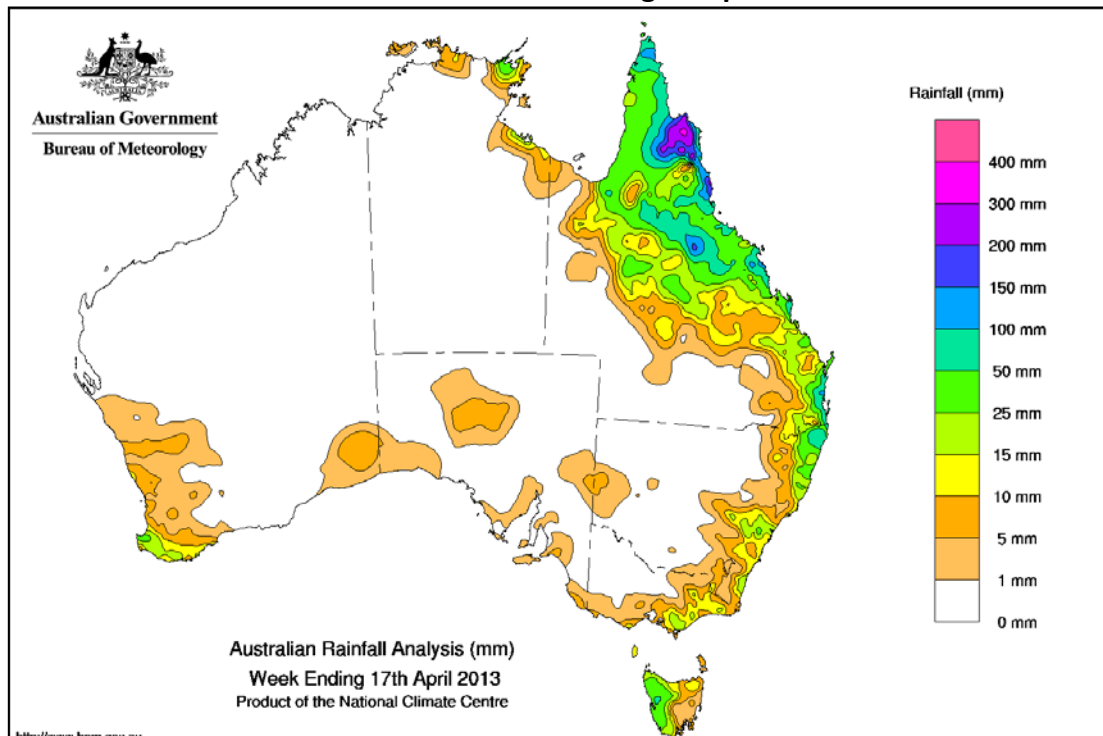 Australian Government
Bureau of Meteorology
Rainfall (mm)
400 mm
300 mm
200 mm
150 mm
100 mm
50 mm
25 mm
15 mm
10 mm
5 mm
1 mm
0 mm
Australian Rainfall Analysis (mm)
Week Ending 17th April 2013
Product of the National Climate Centre